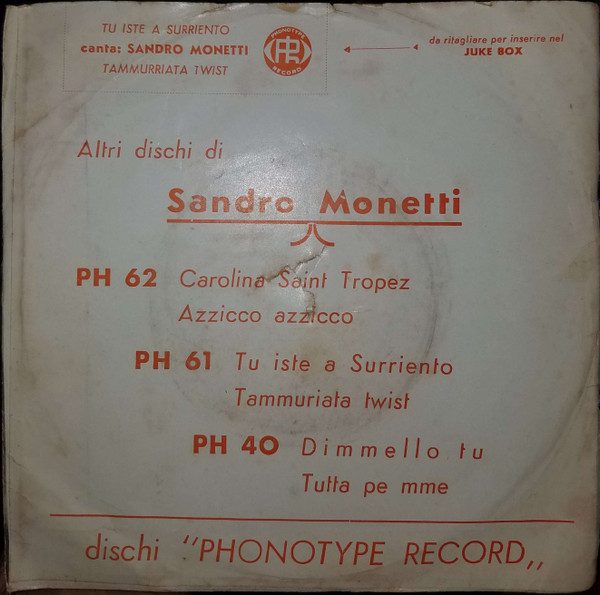 TU ISTE A SURRIENTO
canta: SANDRO MONETTI
TAMMURRIATA TWIST
PHONOTYPE
PR
RECORD
da ritagliare per inserire nel
JUKE BOX
Altri dischi di
Sandro Monetti
PH 62 Carolina Saint Tropez
Azzicco azzicco
PH 61 Tu iste a Surriento
Tammuriata twist
PH 40 Dimmello tu
Tutta pe mme
dischi "PHONOTYPE RECORD,,